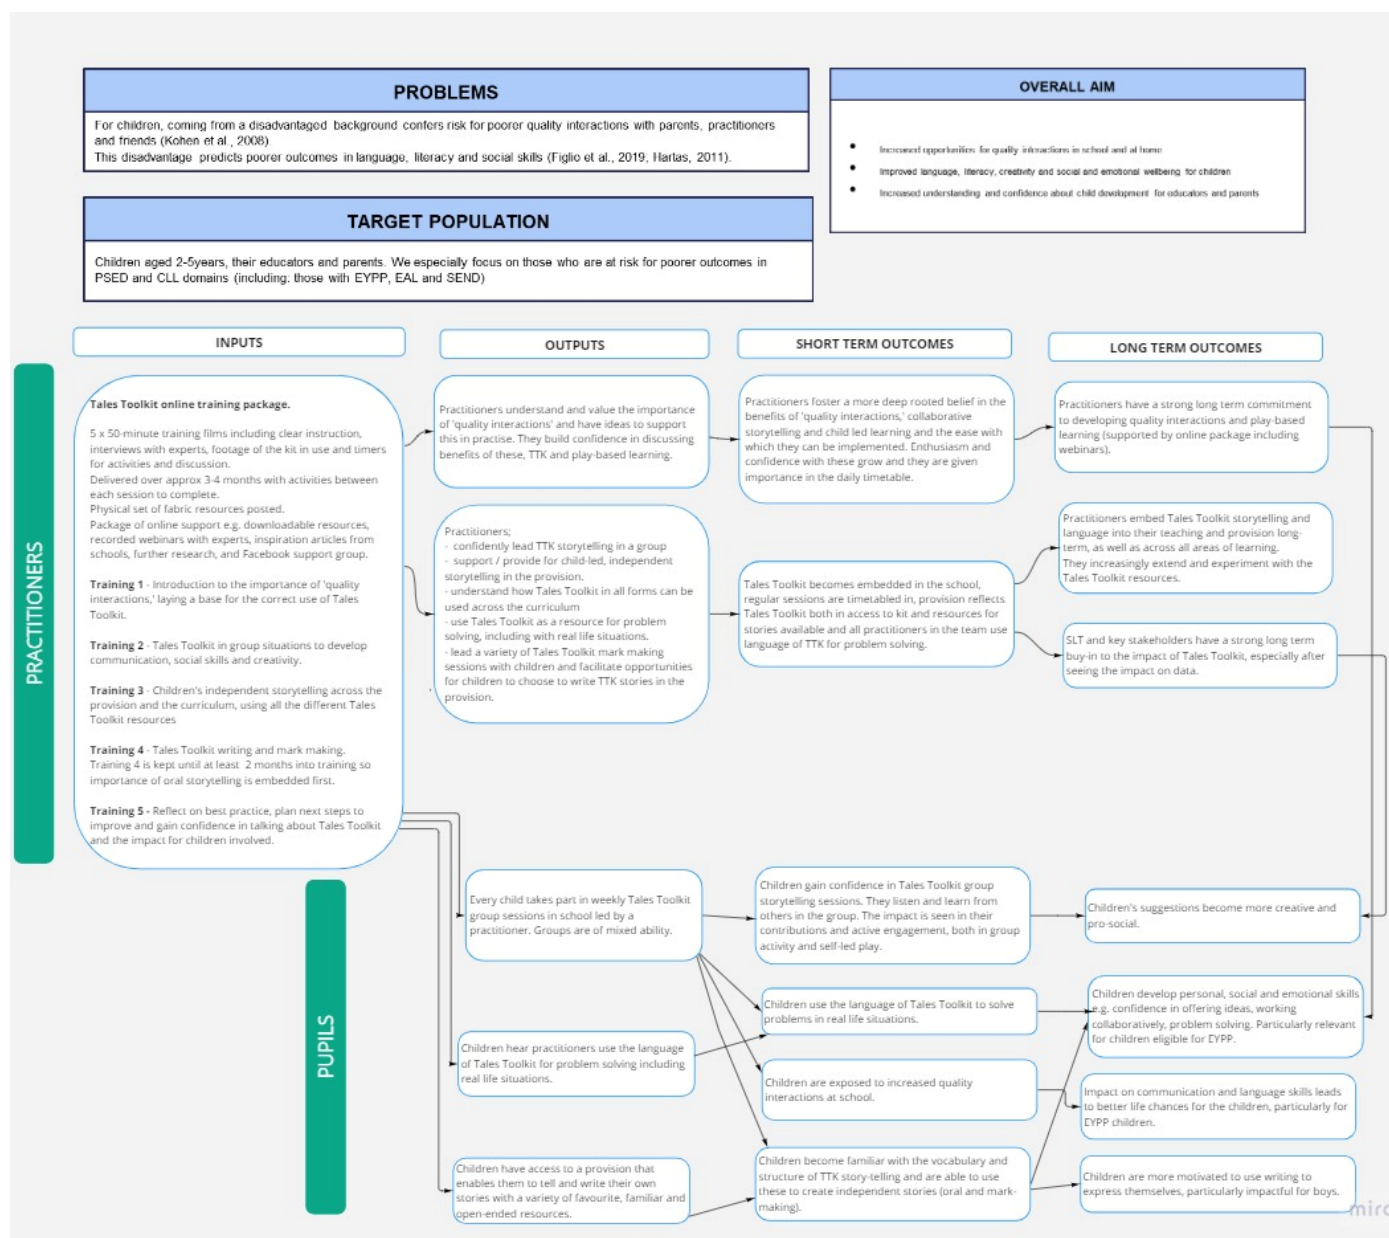 PROBLEMS
For children, coming from a disadvantaged background confers risk for poorer quality interactions with parents, practitioners
and friends (Kohen et al., 2008)
This disadvantage predicts poorer outcomes in language, literacy and social skills (Figlio et al., 2019; Hartas, 2011).
OVERALL AIM
Increased opportunities for quality interactions in school and at home
Improved language, literacy, creativity and social and emotional wellbeing for children
Increased understanding and confidence about child development for educators and parents
TARGET POPULATION
Children aged 2-5years, their educators and parents. We especially focus on those who are at risk for poorer outcomes in
PSED and CLL domains (including: those with EYPP, EAL and SEND)
INPUTS
OUTPUTS
SHORT TERM OUTCOMES
LONG TERM OUTCOMES
PRACTITIONERS
Tales Toolkit online training package.
5 x 50-minute training films including clear instruction,
interviews with experts, footage of the kit in use and timers
for activities and discussion.
Delivered over approx 3-4 months with activities between
each session to complete.
Physical set of fabric resources posted.
Package of online support e.g. downloadable resources,
recorded webinars with experts, inspiration articles from
schools, further research, and Facebook support group.
Training 1 - Introduction to the importance of 'quality
interactions,' laying a base for the correct use of Tales
Toolkit.
Training 2 - Tales Toolkit in group situations to develop
communication, social skills and creativity.
Training 3 - Children's independent storytelling across the
provision and the curriculum, using all the different Tales
Toolkit resources
Training 4 - Tales Toolkit writing and mark making.
Training 4 is kept until at least 2 months into training so
importance of oral storytelling is embedded first.
Training 5 - Reflect on best practice, plan next steps to
improve and gain confidence in talking about Tales Toolkit
and the impact for children involved.
Practitioners understand and value the importance
of 'quality interactions' and have ideas to support
this in practise. They build confidence in discussing
benefits of these, TTK and play-based learning.
Practitioners foster a more deep rooted belief in the
benefits of 'quality interactions,' collaborative
storytelling and child led learning and the ease with
which they can be implemented. Enthusiasm and
confidence with these grow and they are given
importance in the daily timetable.
Practitioners have a strong long term commitment
to developing quality interactions and play-based
learning (supported by online package including
webinars).
Practitioners;
- confidently lead TTK storytelling in a group
- support / provide for child-led, independent
storytelling in the provision.
- understand how Tales Toolkit in all forms can be
used across the curriculum
- use Tales Toolkit as a resource for problem
solving, including with real life situations.
- lead a variety of Tales Toolkit mark making
sessions with children and facilitate opportunities
for children to choose to write TTK stories in the
provision.
Tales Toolkit becomes embedded in the school,
regular sessions are timetabled in, provision reflects
Tales Toolkit both in access to kit and resources for
stories available and all practitioners in the team use
language of TTK for problem solving.
Practitioners embed Tales Toolkit storytelling and
language into their teaching and provision long-
term, as well as across all areas of learning.
They increasingly extend and experiment with the
Tales Toolkit resources.
SLT and key stakeholders have a strong long term
buy-in to the impact of Tales Toolkit, especially after
seeing the impact on data.
PUPILS
Every child takes part in weekly Tales Toolkit
group sessions in school led by a
practitioner. Groups are of mixed ability.
Children gain confidence in Tales Toolkit group
storytelling sessions. They listen and learn from
others in the group. The impact is seen in their
contributions and active engagement, both in group
activity and self-led play.
Children's suggestions become more creative and
pro-social.
Children use the language of Tales Toolkit to solve
problems in real life situations.
Children develop personal, social and emotional skills
e.g. confidence in offering ideas, working
collaboratively, problem solving. Particularly relevant
for children eligible for EYPP.
Children hear practitioners use the language
of Tales Toolkit for problem solving including
real life situations.
Children are exposed to increased quality
interactions at school.
Impact on communication and language skills leads
to better life chances for the children, particularly for
EYPP children.
Children have access to a provision that
enables them to tell and write their own
stories with a variety of favourite, familiar and
open-ended resources.
Children become familiar with the vocabulary and
structure of TTK story-telling and are able to use
these to create independent stories (oral and mark-
making).
Children are more motivated to use writing to
express themselves, particularly impactful for boys.
miro